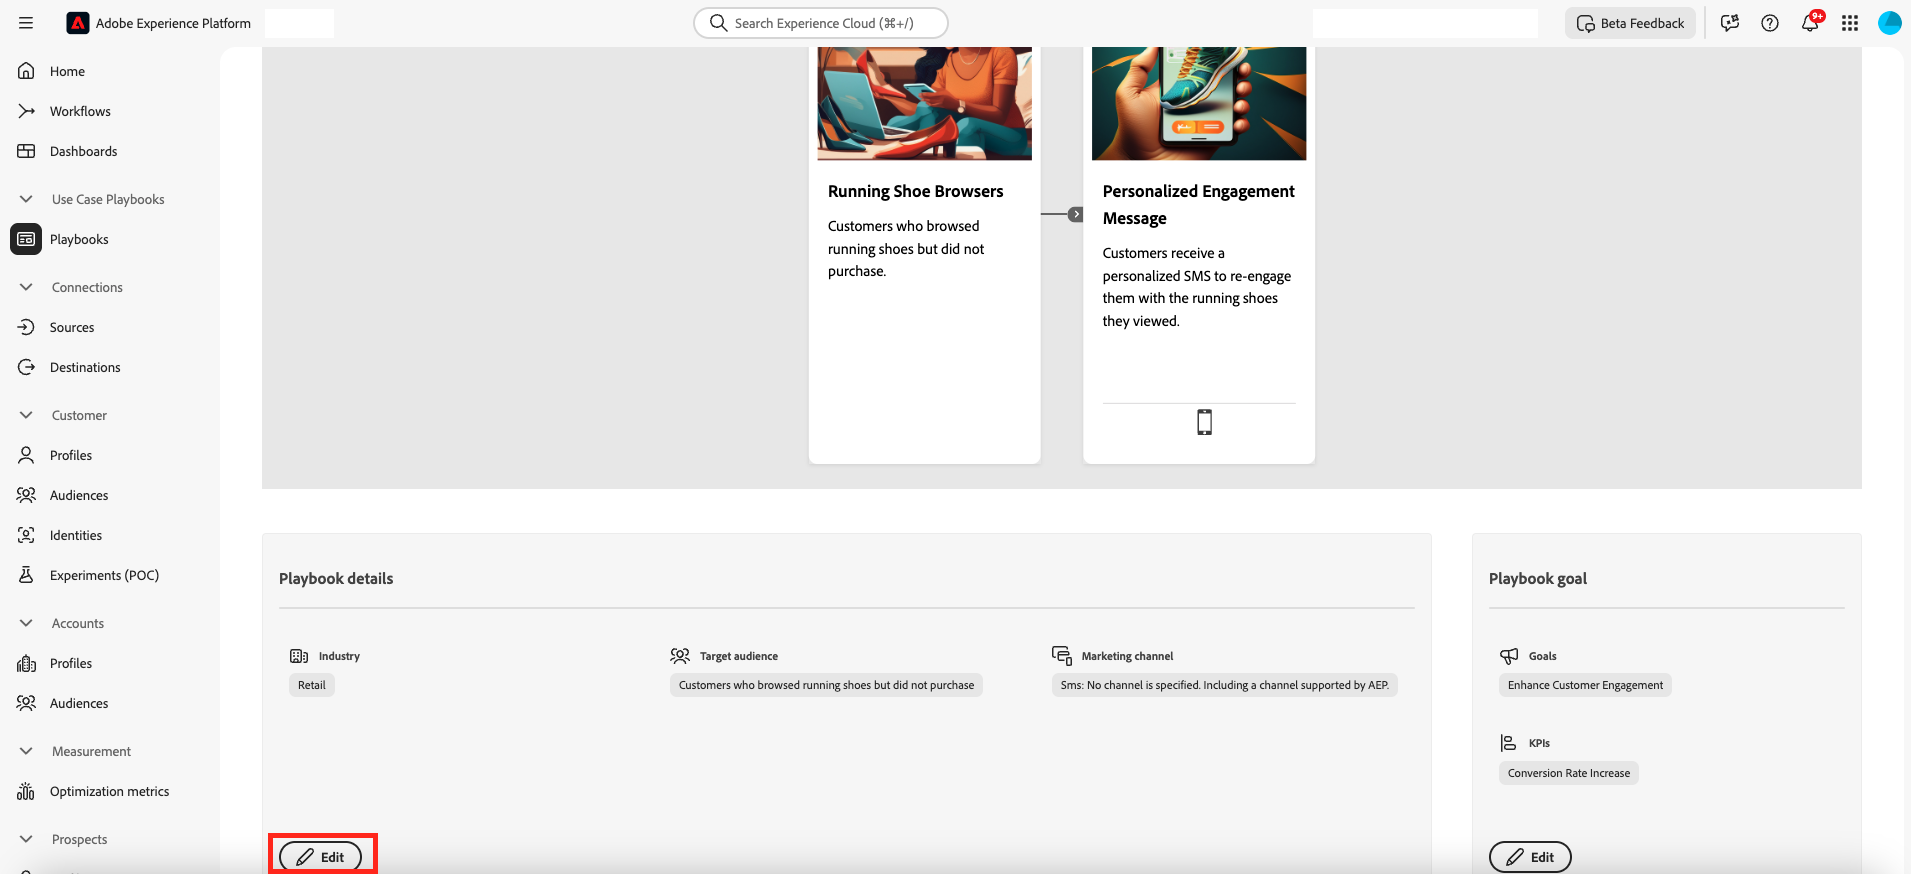 Adobe Experience Platform
Search Experience Cloud (⌘+/)
Beta Feedback
9+
Home
Workflows
Dashboards
Use Case Playbooks
Playbooks
Connections
Sources
Destinations
Customer
Profiles
Audiences
Identities
Experiments (POC)
Accounts
Profiles
Audiences
Measurement
Optimization metrics
Prospects
Running Shoe Browsers
Customers who browsed
running shoes but did not
purchase.
Personalized Engagement
Message
Customers receive a
personalized SMS to re-engage
them with the running shoes
they viewed.
Playbook details
Industry
Retail
Target audience
Customers who browsed running shoes but did not purchase
Marketing channel
Sms: No channel is specified. Including a channel supported by AEP.
Edit
Playbook goal
Goals
Enhance Customer Engagement
KPIs
Conversion Rate Increase
Edit